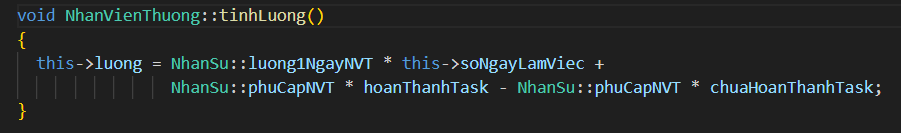 void NhanVienThuong::tinhLuong()
{
this->luong = NhanSu::luong1NgayNVT * this->soNgayLamViec +
NhanSu::phuCapNVT * hoanThanhTask - NhanSu::phuCapNVT * chuaHoanThanhTask;
}